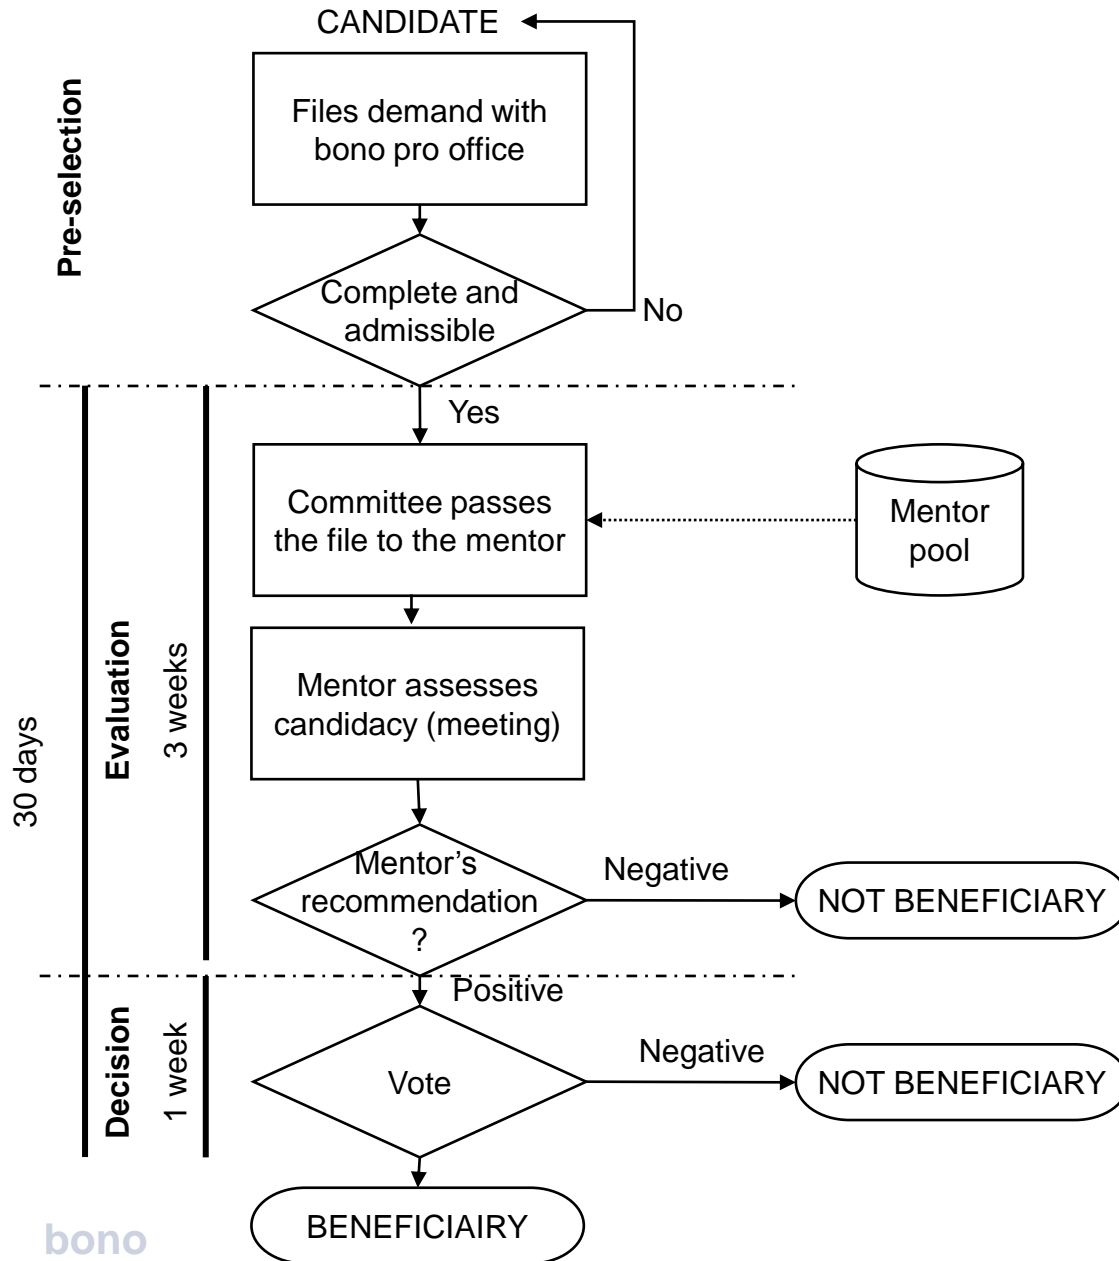 CANDIDATE
Pre-selection
Files demand with
bono pro office
Complete and
admissible
No
Yes
Committee passes
the file to the mentor
Mentor
pool
30 days
Evaluation
3 weeks
Mentor assesses
candidacy (meeting)
Mentor’s
recommendation
?
Negative
NOT BENEFICIARY
Positive
Decision
1 week
Vote
Negative
NOT BENEFICIARY
BENEFICIAIRY
bono